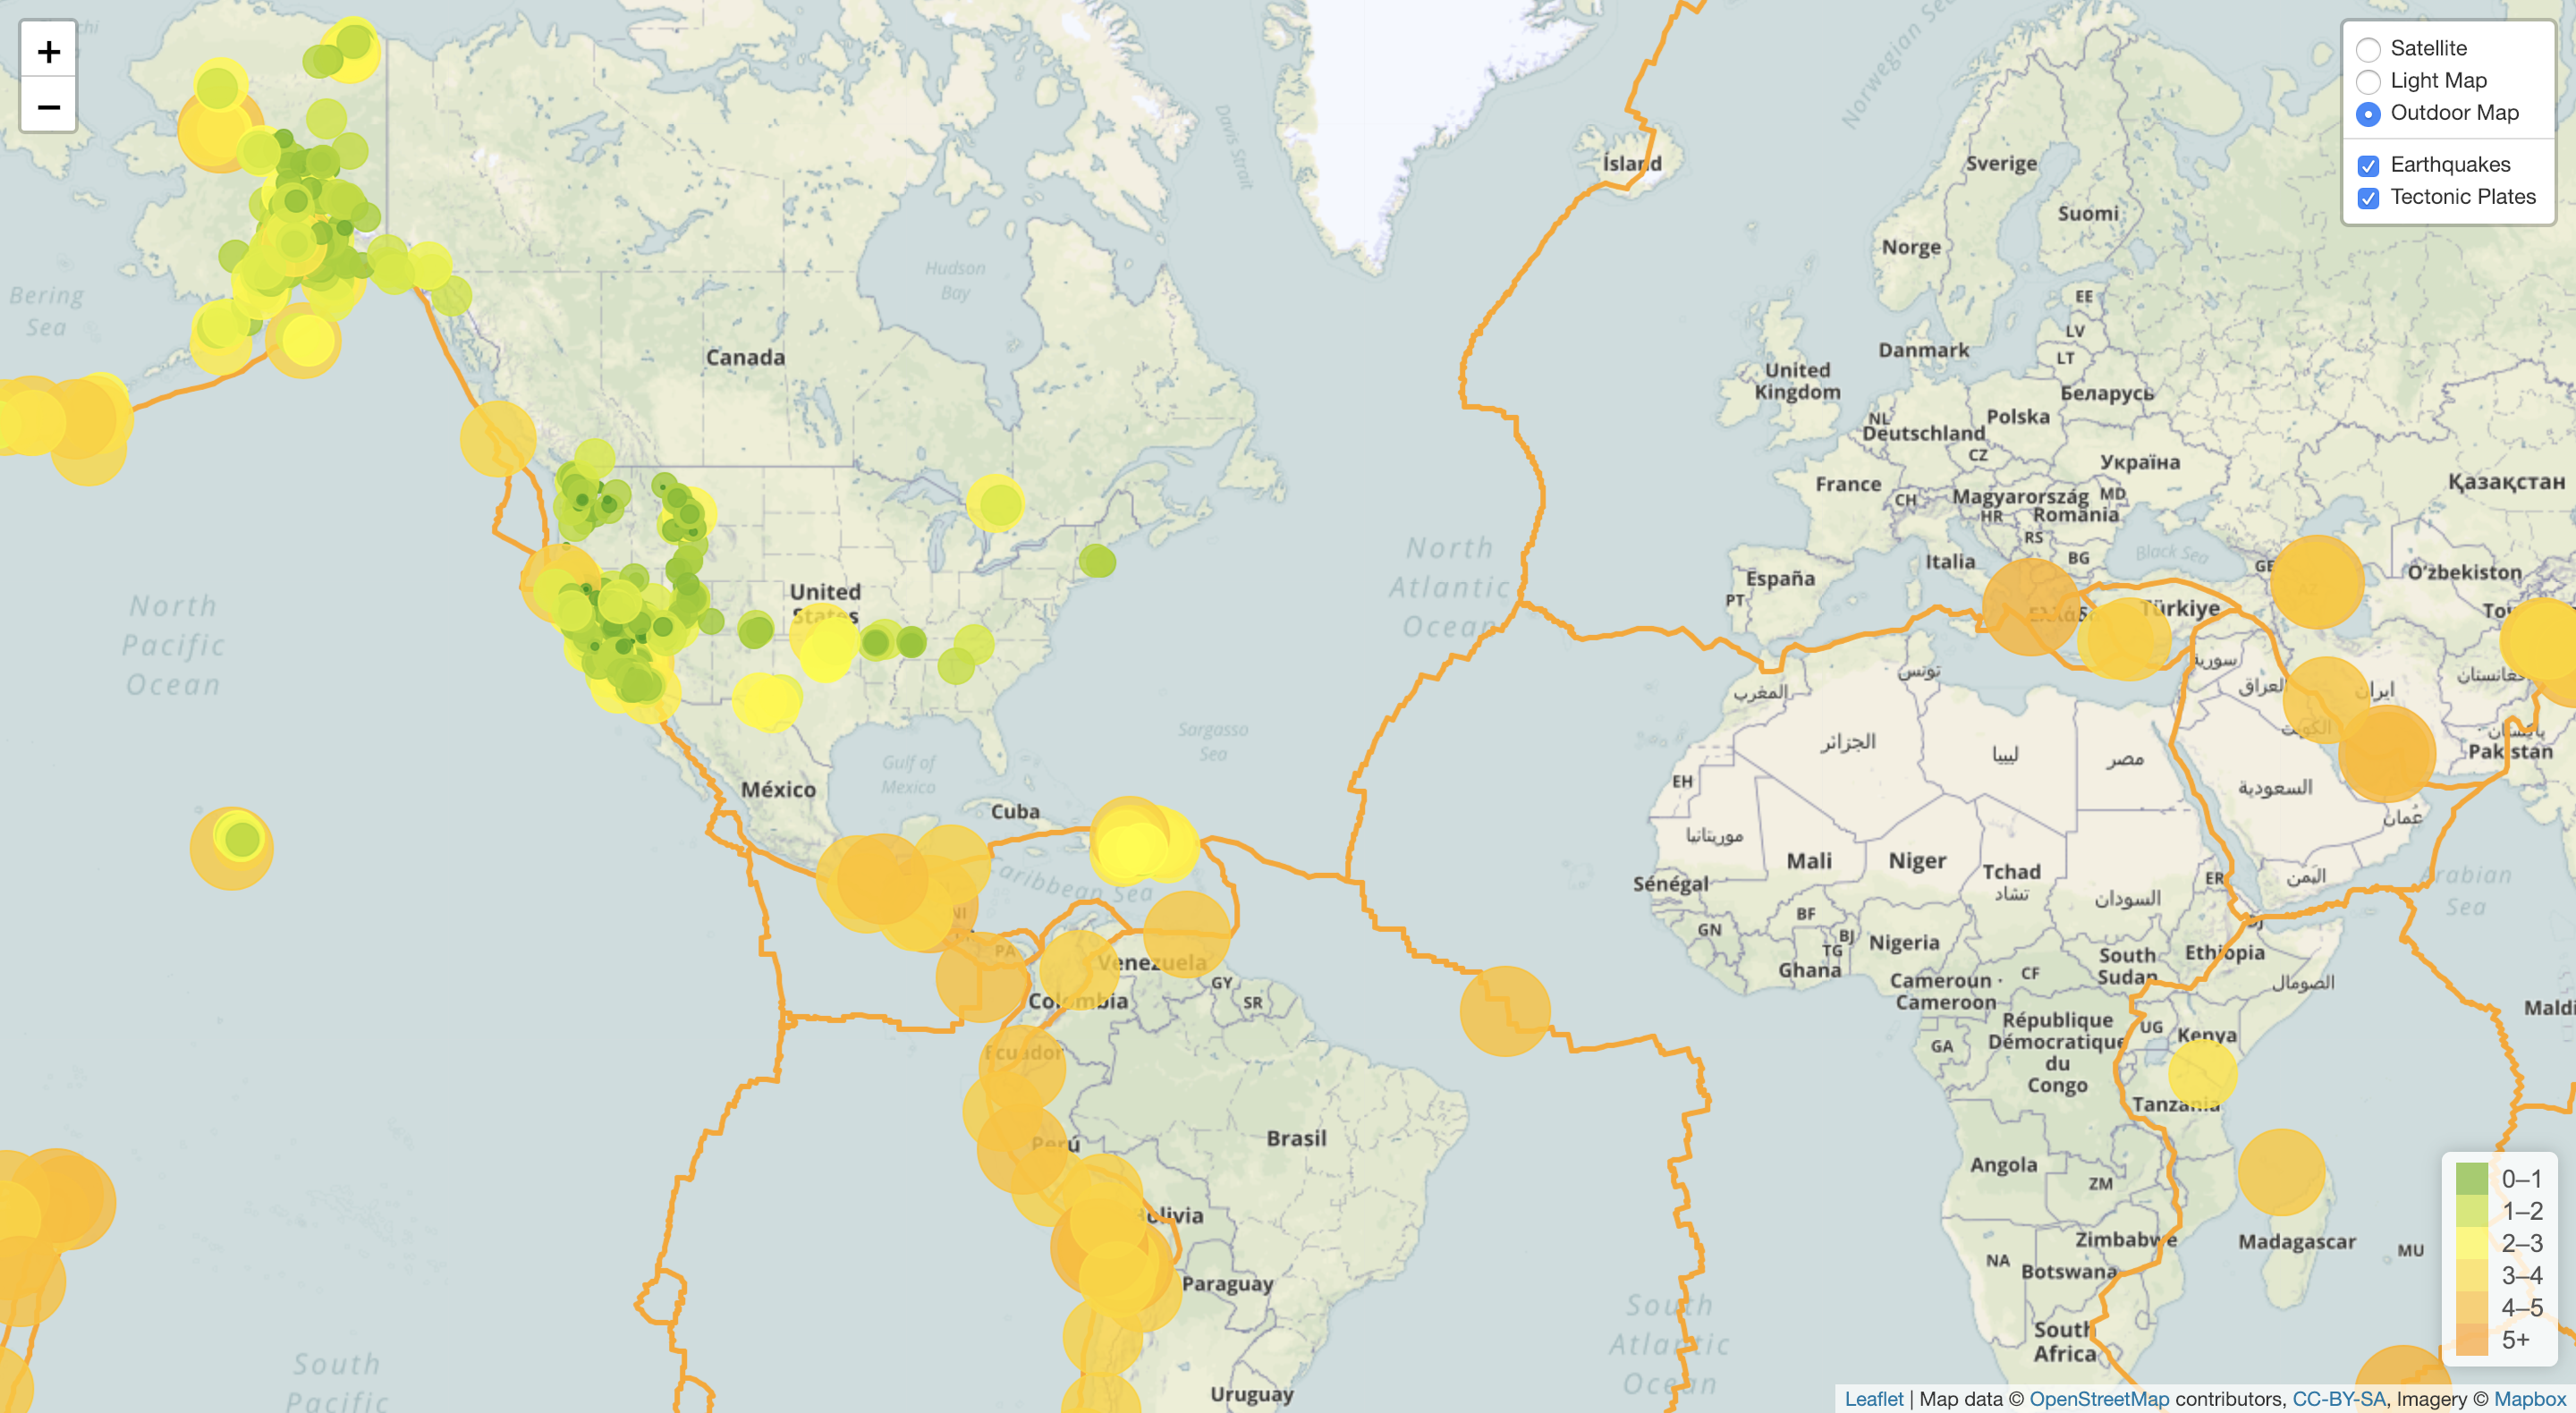 +
−
Satellite
Light Map
Outdoor Map
Earthquakes
Tectonic Plates
Norwegian Sea
Davis Strait
Ísland
Sverige
Suomi
Norge
Bering
Sea
Hudson
Bay
Canada
EE
LV
LT
Danmark
United
Kingdom
Беларусь
NL
Polska
Deutschland
CZ
Україна
France
CH
Magyarország
MD
HR
România
Қазақстан
RS
BG
Black Sea
Italia
GE
O'zbekiston
España
PT
Türkiye
North
Atlantic
Ocean
North
Pacific
Ocean
United
States
تونس
سورية
العراق
ايران
المغرب
الكويت
Pakistan
الجزائر
ليبيا
مصر
السعودية
عمان
اليمن
EH
موريتانيا
Sargasso
Sea
Gulf of
Mexico
México
Cuba
Caribbean Sea
NI
PA
Mali
Niger
Tchad
تشاد
السودان
ER
DJ
Arabian
Sea
Sénégal
BF
GN
BJ
TG
Nigeria
Ghana
South
Sudan
Ethiopia
الصومال
CF
Cameroun ·
Cameroon
Venezuela
GY
SR
Colombia
Ecuador
Perú
Brasil
Bolivia
Paraguay
Uruguay
République
Démocratique
du
Congo
UG
Kenya
GA
Tanzania
Angola
ZM
Zimbabwe
Madagascar
MU
NA
Botswana
South
Africa
South
Atlantic
Ocean
South
Pacific
0–1
1–2
2–3
3–4
4–5
5+
Leaflet | Map data © OpenStreetMap contributors, CC-BY-SA, Imagery © Mapbox